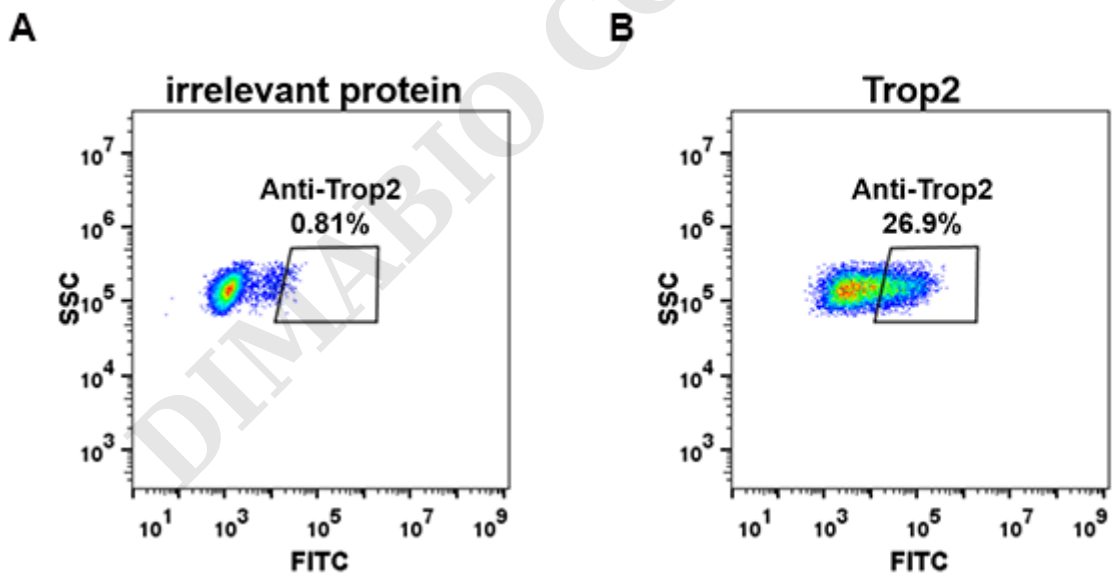 A
B
irrelevant protein
Trop2
Anti-Trop2
0.81%
Anti-Trop2
26.9%
SSC
10⁷
10⁶
10⁵
10⁴
10³
SSC
10⁷
10⁶
10⁵
10⁴
10³
10¹ 10³ 10⁵ 10⁷ 10⁹
10¹ 10³ 10⁵ 10⁷ 10⁹
FITC
FITC
DIMABIO CO